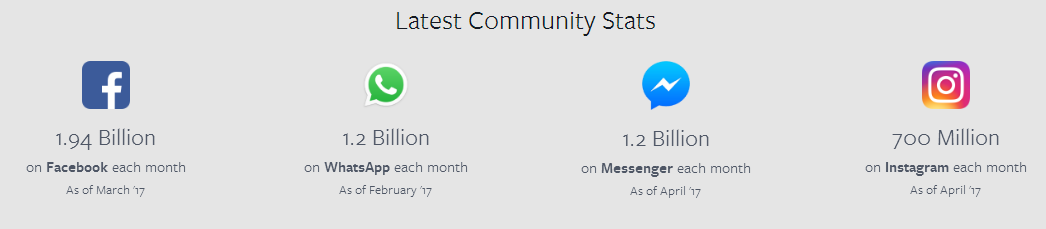 Latest Community Stats
1.94 Billion
on Facebook each month
As of March '17
1.2 Billion
on WhatsApp each month
As of February '17
1.2 Billion
on Messenger each month
As of April '17
700 Million
on Instagram each month
As of April '17